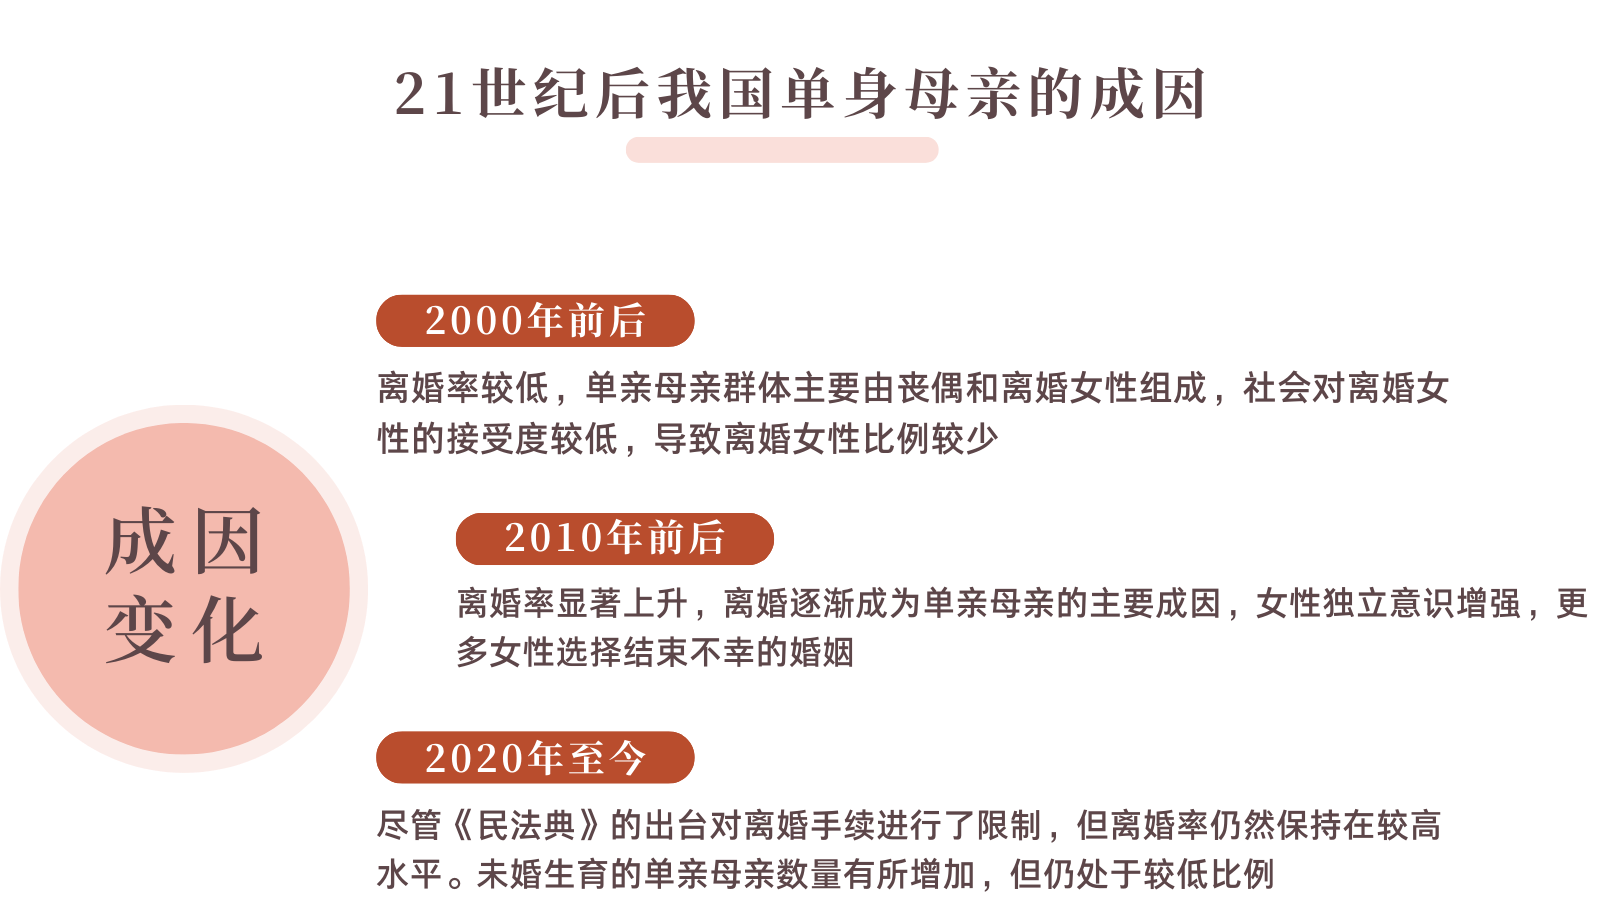 21世纪后我国单身母亲的成因
成因
变化
2000年前后
离婚率较低，单亲母亲群体主要由丧偶和离婚女性组成，社会对离婚女
性的接受度较低，导致离婚女性比例较少
2010年前后
离婚率显著上升，离婚逐渐成为单亲母亲的主要成因，女性独立意识增强，更
多女性选择结束不幸的婚姻
2020年至今
尽管《民法典》的出台对离婚手续进行了限制，但离婚率仍然保持在较高
水平。未婚生育的单亲母亲数量有所增加，但仍处于较低比例